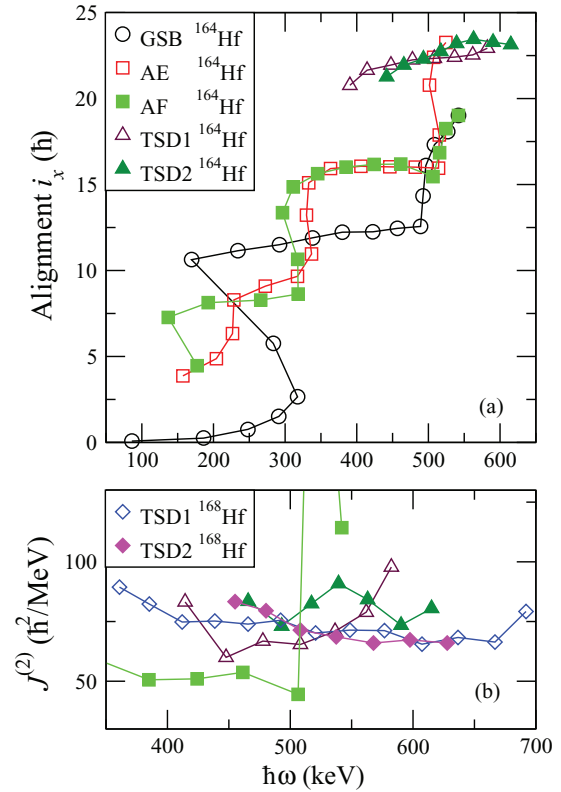 25
20
15
10
5
0
Alignment iₓ (ħ)
GSB ¹⁶⁴Hf
AE ¹⁶⁴Hf
AF ¹⁶⁴Hf
TSD1 ¹⁶⁴Hf
TSD2 ¹⁶⁴Hf
(a)
100 200 300 400 500 600
100
50
J⁽²⁾ (ħ²/MeV)
TSD1 ¹⁶⁸Hf
TSD2 ¹⁶⁸Hf
(b)
400 500 600 700
ħω (keV)